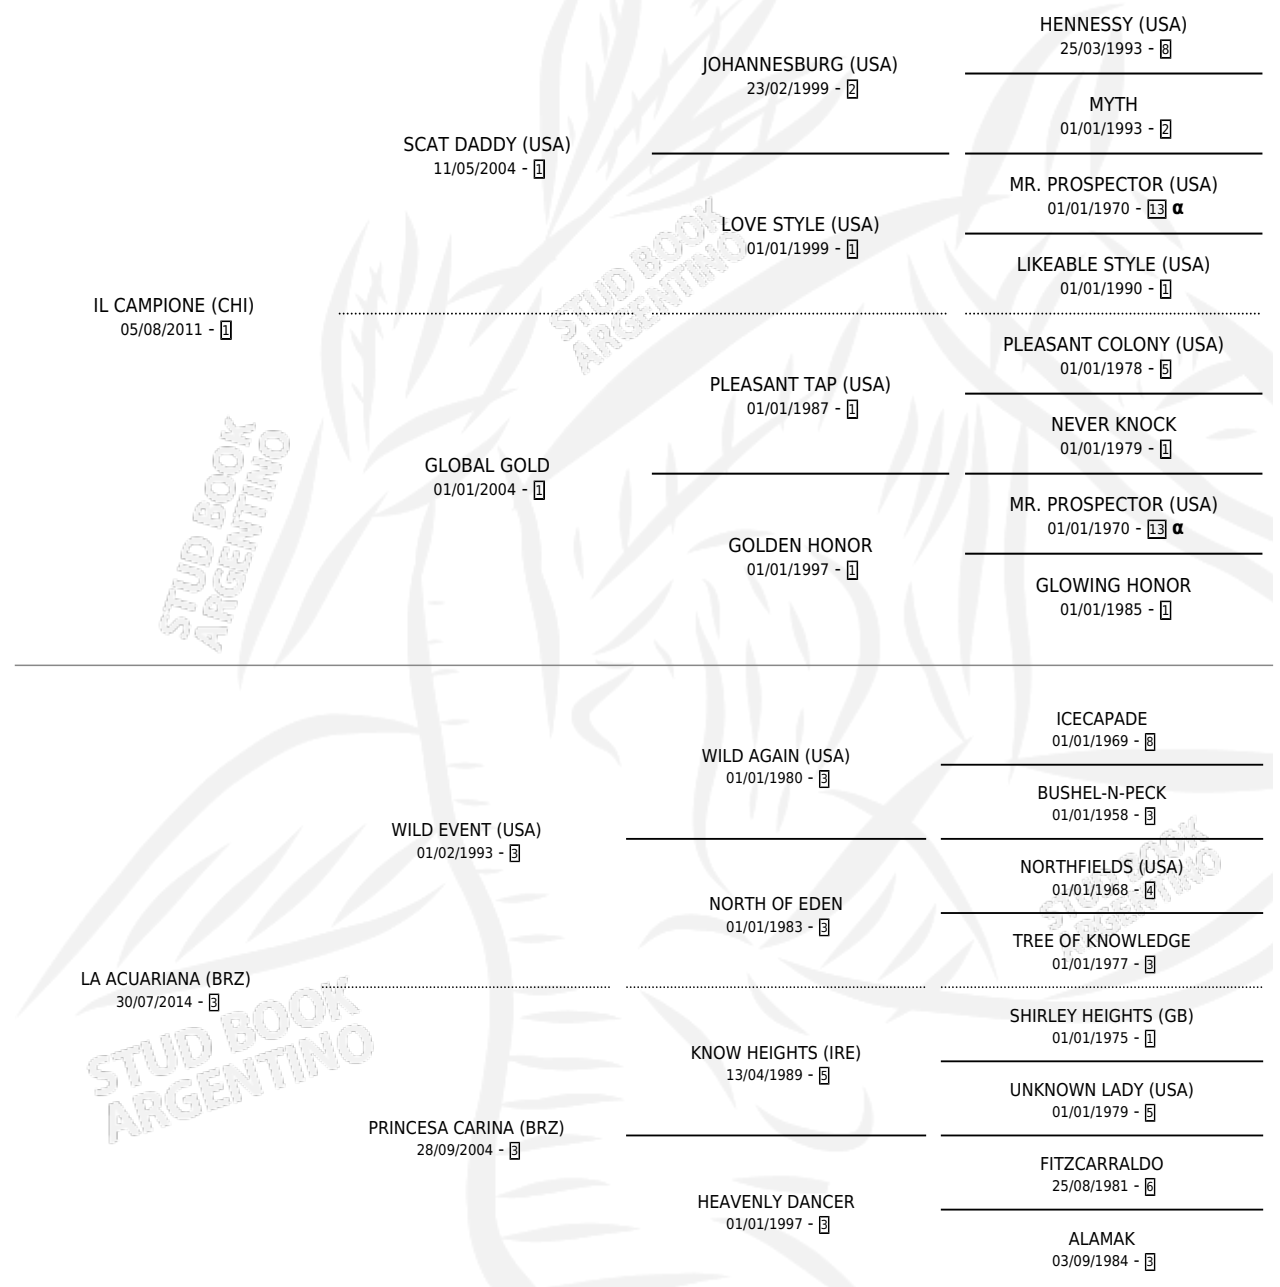 HENNESSY (USA)
25/03/1993 - 8
JOHANNESBURG (USA)
23/02/1999 - 2
MYTH
01/01/1993 - 2
SCAT DADDY (USA)
11/05/2004 - 1
MR. PROSPECTOR (USA)
01/01/1970 - 13 α
LOVE STYLE (USA)
01/01/1999 - 1
LIKEABLE STYLE (USA)
01/01/1990 - 1
IL CAMPIONE (CHI)
05/08/2011 - 1
PLEASANT COLONY (USA)
01/01/1978 - 5
PLEASANT TAP (USA)
01/01/1987 - 1
NEVER KNOCK
01/01/1979 - 1
GLOBAL GOLD
01/01/2004 - 1
MR. PROSPECTOR (USA)
01/01/1970 - 13 α
GOLDEN HONOR
01/01/1997 - 1
GLOWING HONOR
01/01/1985 - 1
ICECAPADE
01/01/1969 - 8
WILD AGAIN (USA)
01/01/1980 - 3
BUSHEL-N-PECK
01/01/1958 - 3
WILD EVENT (USA)
01/02/1993 - 3
NORTHFIELDS (USA)
01/01/1968 - 4
NORTH OF EDEN
01/01/1983 - 3
TREE OF KNOWLEDGE
01/01/1977 - 3
LA ACUARIANA (BRZ)
30/07/2014 - 3
SHIRLEY HEIGHTS (GB)
01/01/1975 - 1
KNOW HEIGHTS (IRE)
13/04/1989 - 5
UNKNOWN LADY (USA)
01/01/1979 - 5
PRINCESA CARINA (BRZ)
28/09/2004 - 3
FITZCARRALDO
25/08/1981 - 6
HEAVENLY DANCER
01/01/1997 - 3
ALAMAK
03/09/1984 - 3
STUD BOOK
ARGENTINO
STUD BOOK
ARGENTINO
STUD BOOK
ARGENTINO
STUD BOOK
ARGENTINO